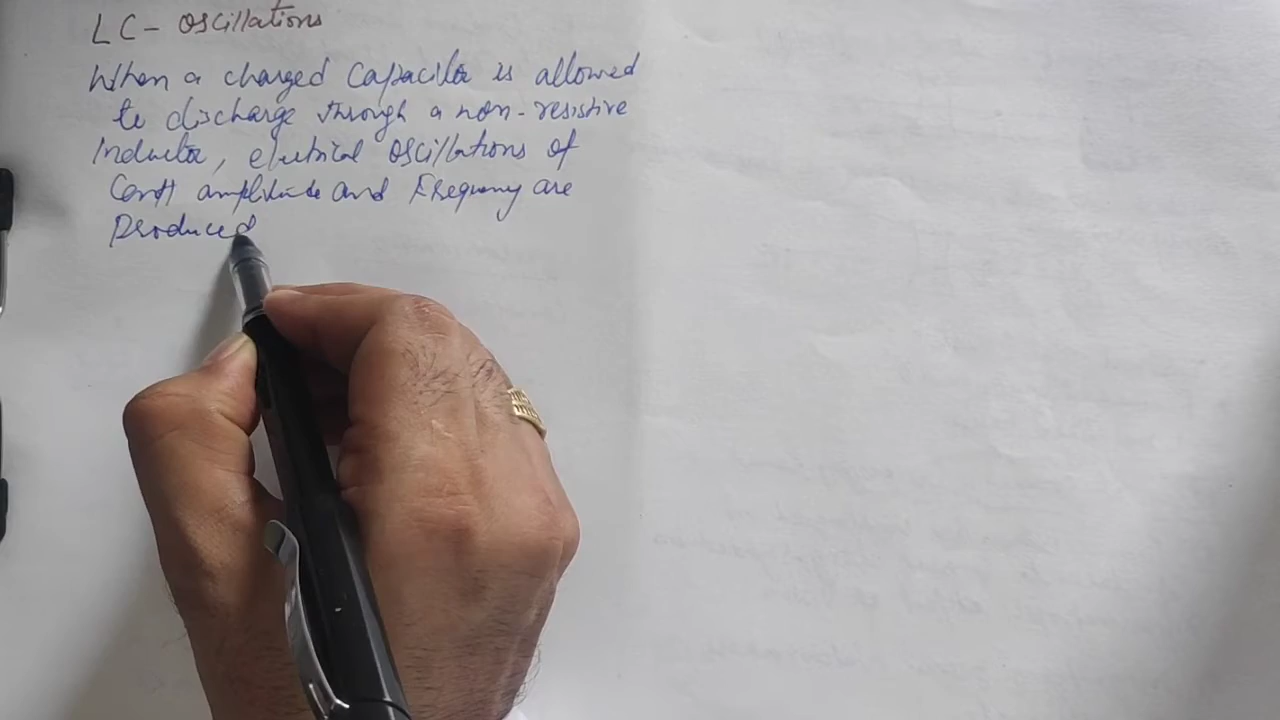 LC - Oscillations
When a charged Capacitor is allowed
to discharge through a non-resistive
Inductor, electrical oscillations of
Const amplitude and Frequency are
Produced